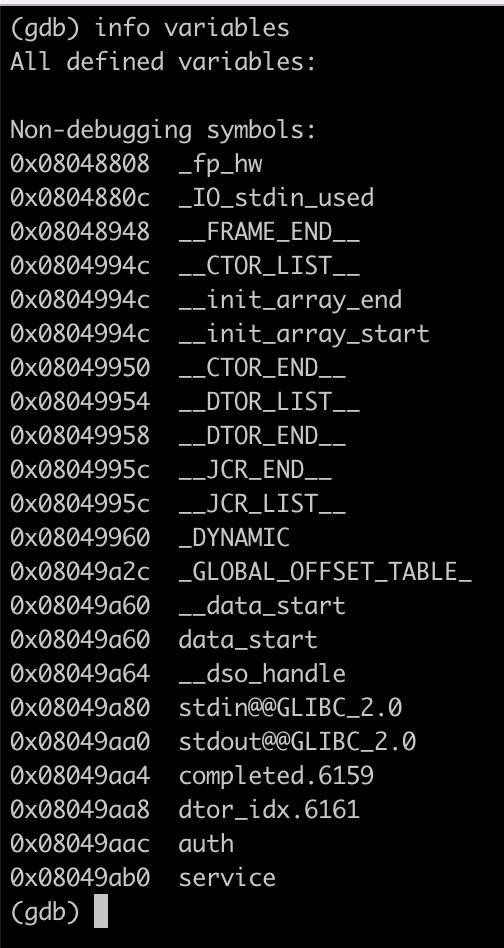 (gdb) info variables
All defined variables:
Non-debugging symbols:
0x08048808  _fp_hw
0x0804880c  _IO_stdin_used
0x08048948  __FRAME_END__
0x0804994c  __CTOR_LIST__
0x0804994c  __init_array_end
0x0804994c  __init_array_start
0x08049950  __CTOR_END__
0x08049954  __DTOR_LIST__
0x08049958  __DTOR_END__
0x0804995c  __JCR_END__
0x0804995c  __JCR_LIST__
0x08049960  _DYNAMIC
0x08049a2c  _GLOBAL_OFFSET_TABLE_
0x08049a60  __data_start
0x08049a60  data_start
0x08049a64  __dso_handle
0x08049a80  stdin@@GLIBC_2.0
0x08049aa0  stdout@@GLIBC_2.0
0x08049aa4  completed.6159
0x08049aa8  dtor_idx.6161
0x08049aac  auth
0x08049ab0  service
(gdb)